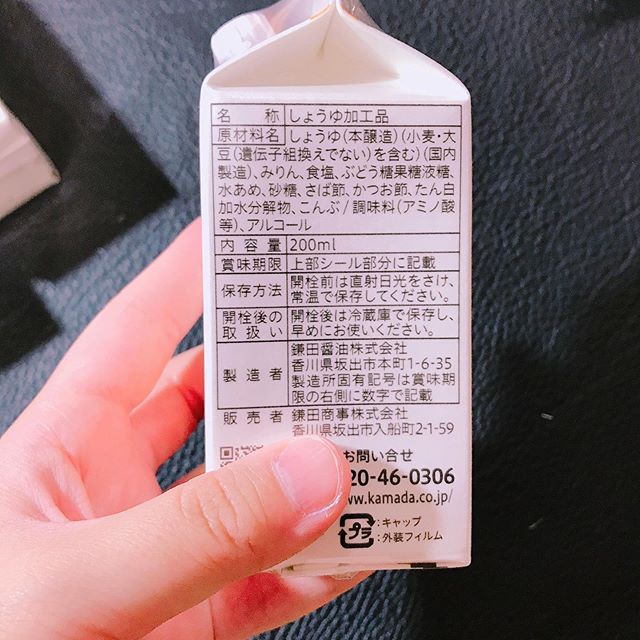 名称 しょうゆ加工品
原材料名 しょうゆ(本醸造)(小麦・大
豆(遺伝子組換えでない)を含む)(国内
製造)、みりん、食塩、ぶどう糖果糖液糖、
水あめ、砂糖、さば節、かつお節、たん白
加水分解物、こんぶ/調味料(アミノ酸
等)、アルコール
内容量 200ml
賞味期限 上部シール部分に記載
保存方法 開栓前は直射日光をさけ、
常温で保存してください。
開栓後の 開栓後は冷蔵庫で保存し、
取扱い 早めにお使いください。
製造者 鎌田醤油株式会社
香川県坂出市本町1-6-35
製造所固有記号は賞味期
限の右側に数字で記載
販売者 鎌田商事株式会社
香川県坂出市入船町2-1-59
お問い合せ
20-46-0306
www.kamada.co.jp/
プラ :キャップ
:外装フィルム